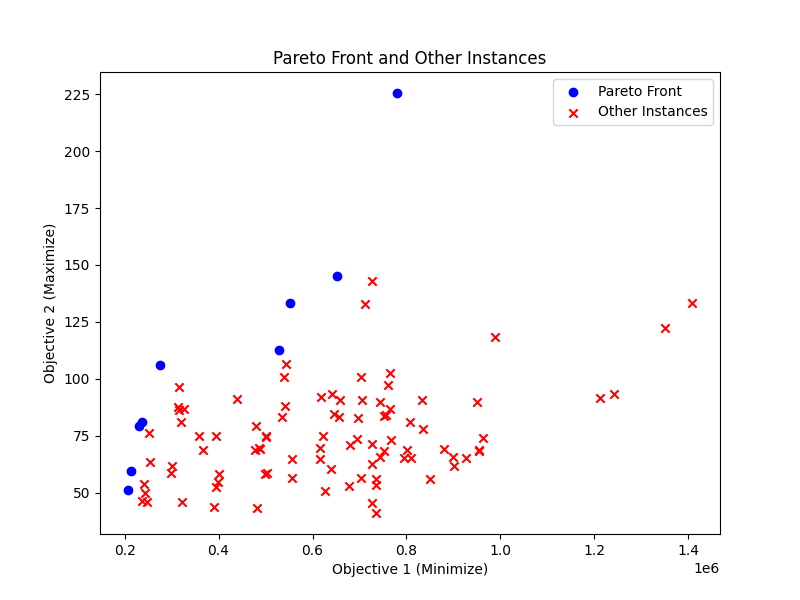 Pareto Front and Other Instances
Pareto Front
Other Instances
225
200
175
150
125
100
75
50
Objective 2 (Maximize)
0.2 0.4 0.6 0.8 1.0 1.2 1.4
1e6
Objective 1 (Minimize)